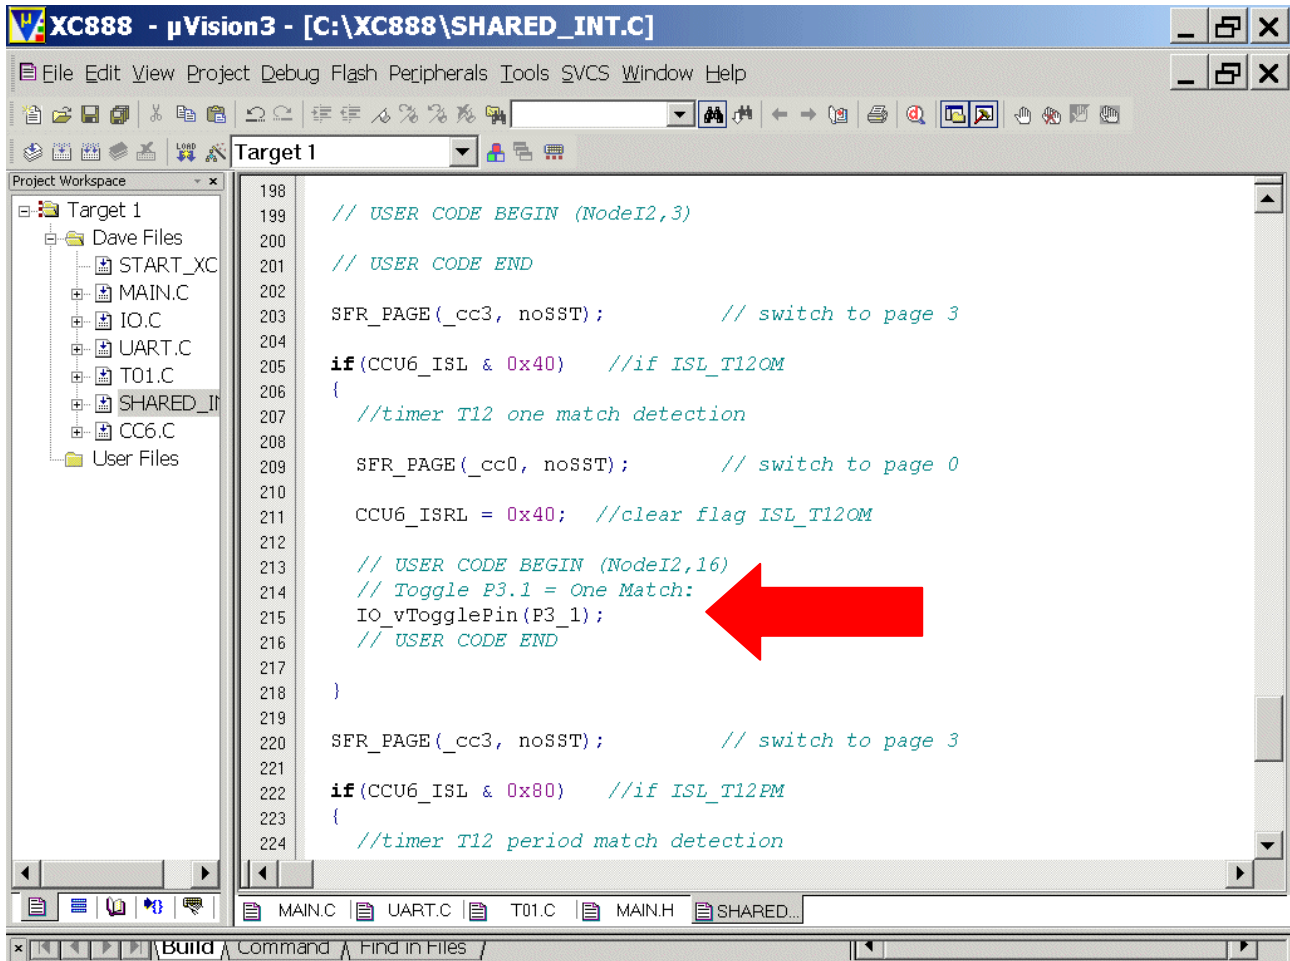 XC888 - µVision3 - [C:\XC888\SHARED_INT.C]
File Edit View Project Debug Flash Peripherals Tools SVCS Window Help
LOAD Target 1
Project Workspace
Target 1
Dave Files
START_XC
MAIN.C
IO.C
UART.C
T01.C
SHARED_IN
CC6.C
User Files
198
199 // USER CODE BEGIN (NodeI2,3)
200
201 // USER CODE END
202
203 SFR_PAGE(_cc3, noSST); // switch to page 3
204
205 if(CCU6_ISL & 0x40) //if ISL_T12OM
206 {
207 //timer T12 one match detection
208
209 SFR_PAGE(_cc0, noSST); // switch to page 0
210
211 CCU6_ISRL = 0x40; //clear flag ISL_T12OM
212
213 // USER CODE BEGIN (NodeI2,16)
214 // Toggle P3.1 = One Match:
215 IO_vTogglePin(P3_1);
216 // USER CODE END
217
218 }
219
220 SFR_PAGE(_cc3, noSST); // switch to page 3
221
222 if(CCU6_ISL & 0x80) //if ISL_T12PM
223 {
224 //timer T12 period match detection
MAIN.C UART.C T01.C MAIN.H SHARED...
Build Command Find in Files